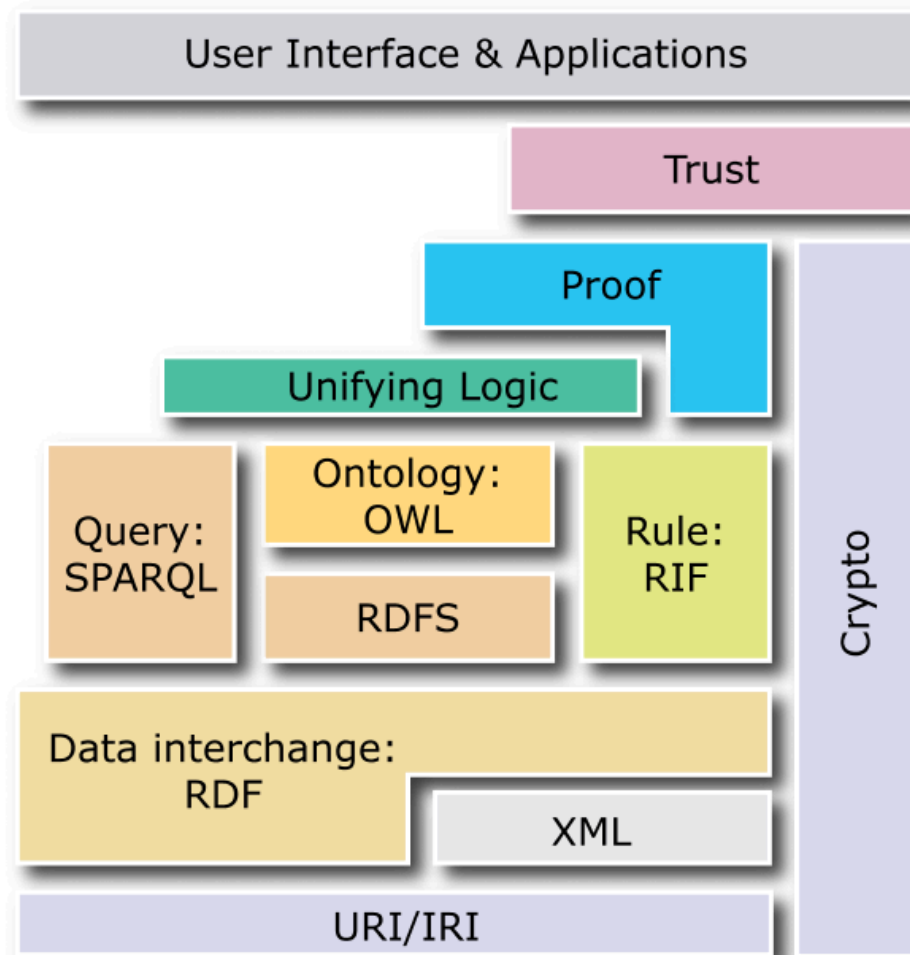 User Interface & Applications
Trust
Proof
Unifying Logic
Query:
SPARQL
Ontology:
OWL
RDFS
Rule:
RIF
Crypto
Data interchange:
RDF
XML
URI/IRI